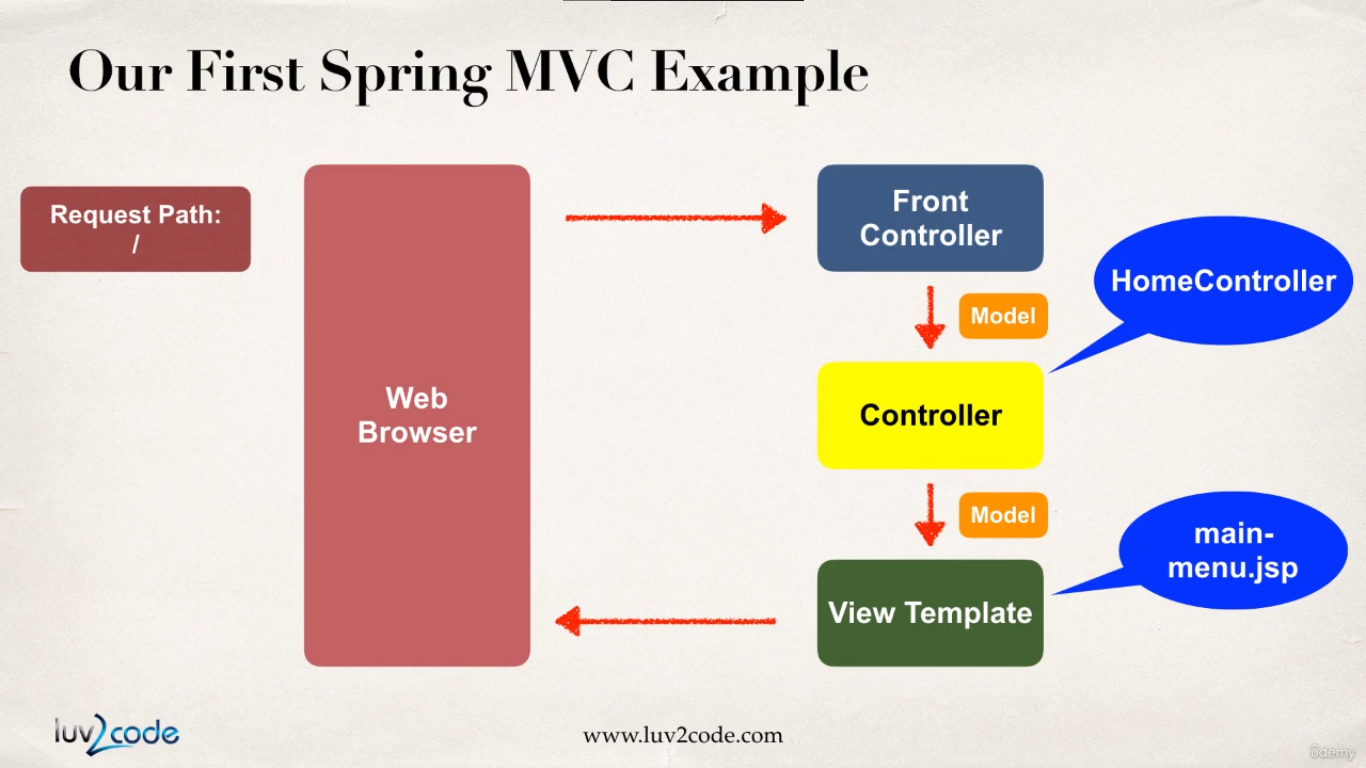 Our First Spring MVC Example
Request Path:
/
Web
Browser
Front
Controller
Model
HomeController
Controller
Model
main-
menu.jsp
View Template
luv2code
www.luv2code.com
ûdemy